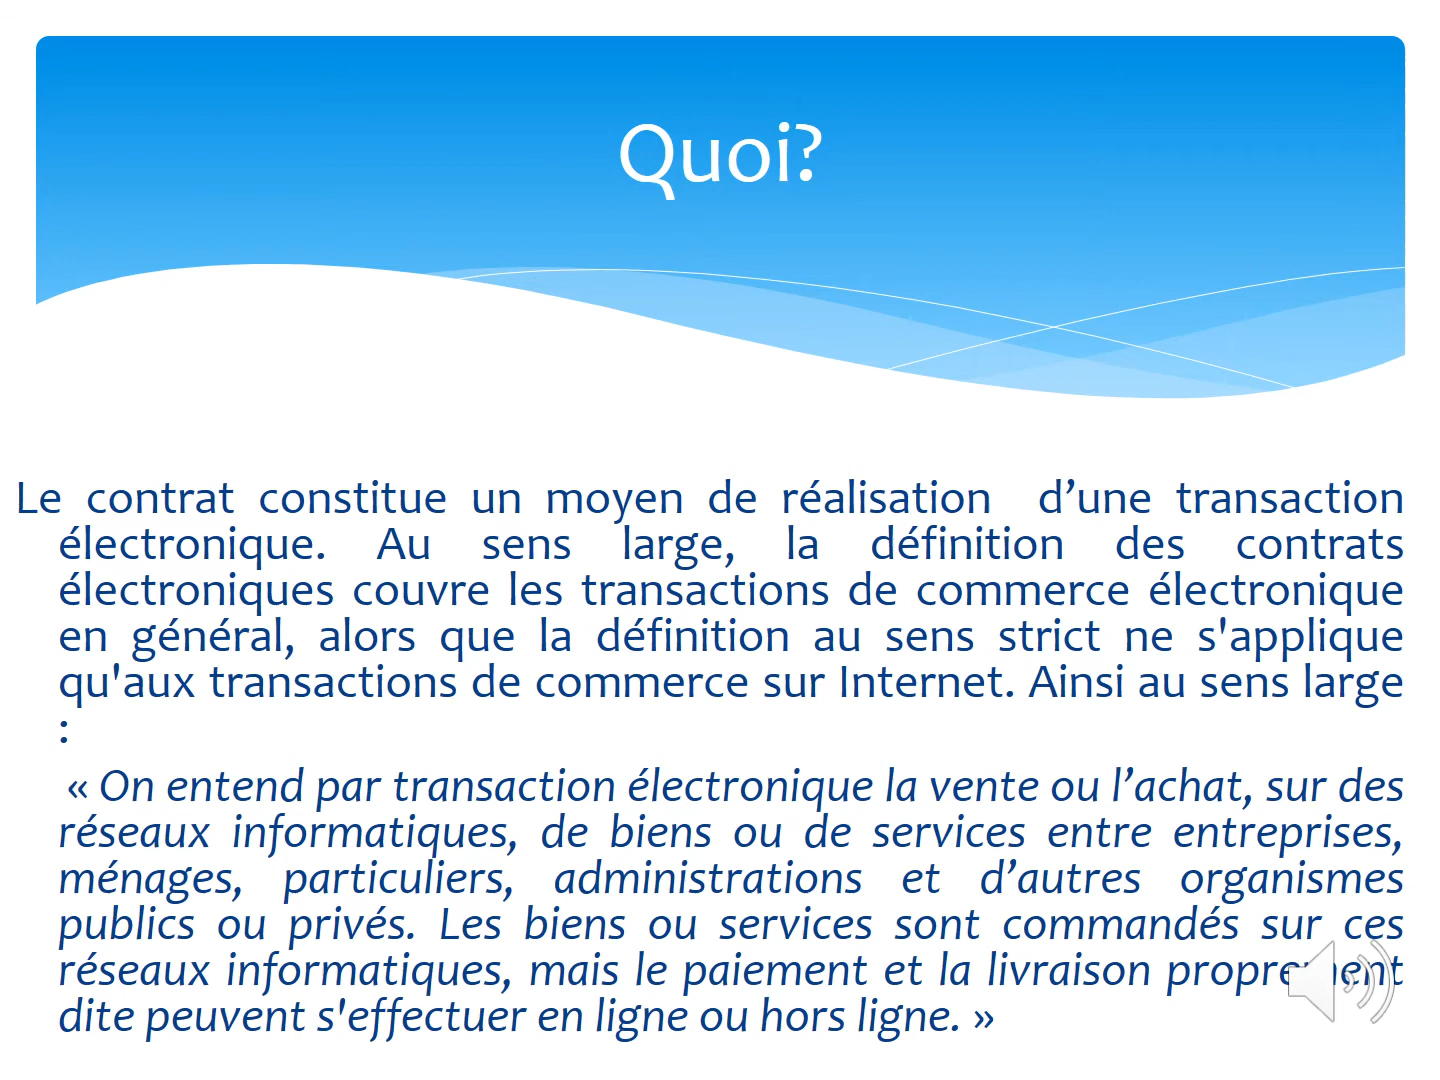 Quoi?
Le contrat constitue un moyen de réalisation d’une transaction
électronique. Au sens large, la définition des contrats
électroniques couvre les transactions de commerce électronique
en général, alors que la définition au sens strict ne s'applique
qu'aux transactions de commerce sur Internet. Ainsi au sens large
:
« On entend par transaction électronique la vente ou l’achat, sur des
réseaux informatiques, de biens ou de services entre entreprises,
ménages, particuliers, administrations et d’autres organismes
publics ou privés. Les biens ou services sont commandés sur ces
réseaux informatiques, mais le paiement et la livraison proprement
dite peuvent s'effectuer en ligne ou hors ligne. »